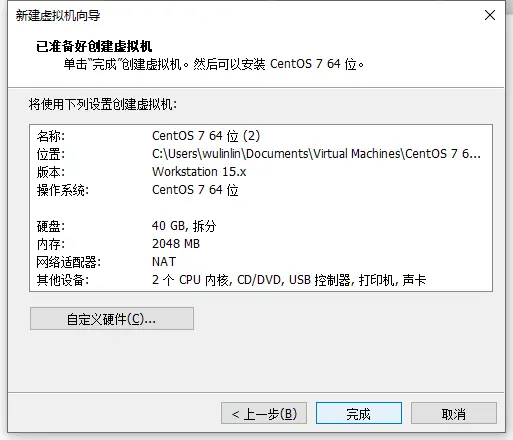 新建虚拟机向导
已准备好创建虚拟机
单击“完成”创建虚拟机。然后可以安装 CentOS 7 64 位。
将使用下列设置创建虚拟机:
名称: CentOS 7 64 位 (2)
位置: C:\Users\wulinlin\Documents\Virtual Machines\CentOS 7 6...
版本: Workstation 15.x
操作系统: CentOS 7 64 位
硬盘: 40 GB, 拆分
内存: 2048 MB
网络适配器: NAT
其他设备: 2 个 CPU 内核, CD/DVD, USB 控制器, 打印机, 声卡
自定义硬件(C)...
< 上一步(B) 完成 取消